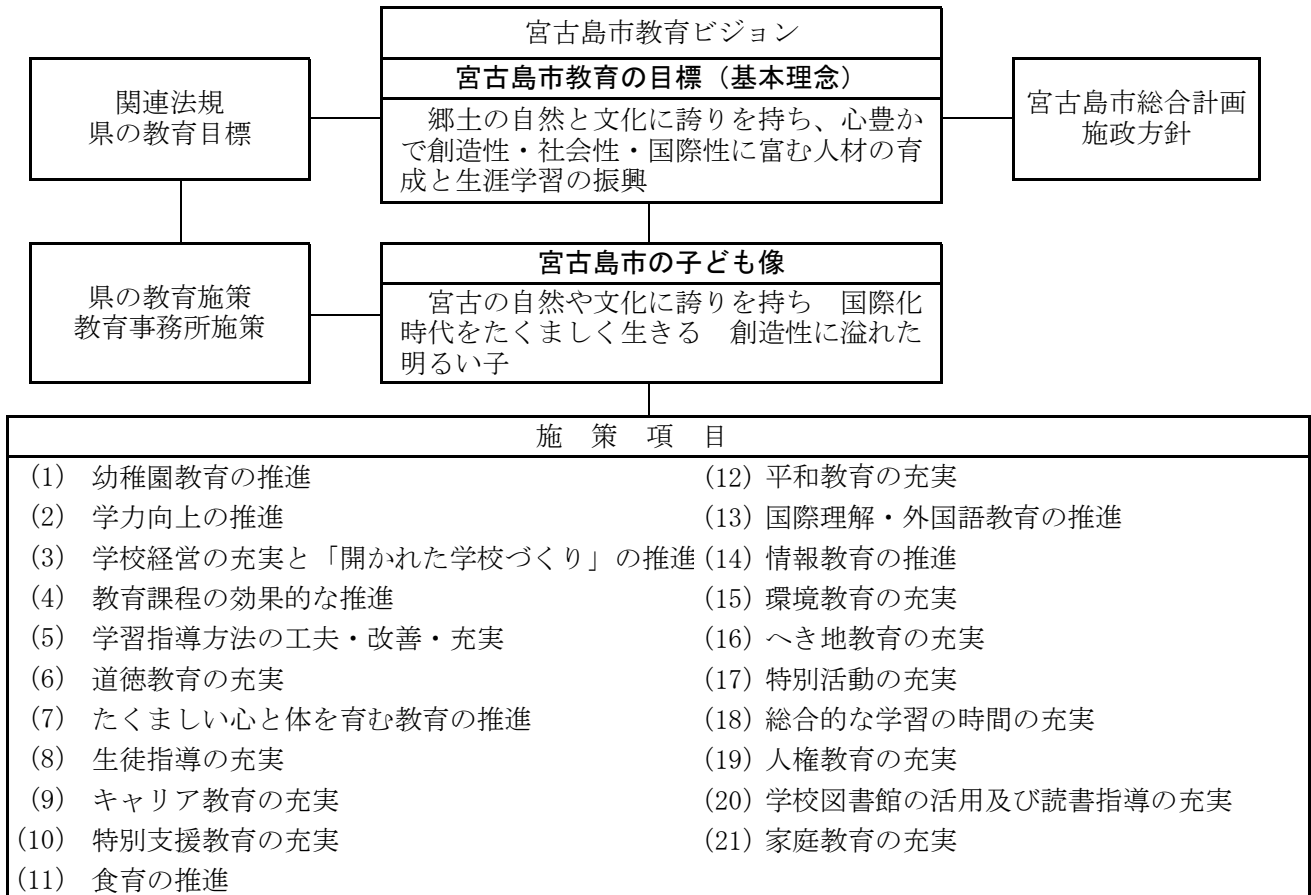 宮古島市教育ビジョン
宮古島市教育の目標（基本理念）
郷土の自然と文化に誇りを持ち、心豊か
で創造性・社会性・国際性に富む人材の育
成と生涯学習の振興
関連法規
県の教育目標
宮古島市総合計画
施政方針
県の教育施策
教育事務所施策
宮古島市の子ども像
宮古の自然や文化に誇りを持ち　国際化
時代をたくましく生きる　創造性に溢れた
明るい子
施　策　項　目
(1) 幼稚園教育の推進
(2) 学力向上の推進
(3) 学校経営の充実と「開かれた学校づくり」の推進
(4) 教育課程の効果的な推進
(5) 学習指導方法の工夫・改善・充実
(6) 道徳教育の充実
(7) たくましい心と体を育む教育の推進
(8) 生徒指導の充実
(9) キャリア教育の充実
(10) 特別支援教育の充実
(11) 食育の推進
(12) 平和教育の充実
(13) 国際理解・外国語教育の推進
(14) 情報教育の推進
(15) 環境教育の充実
(16) へき地教育の充実
(17) 特別活動の充実
(18) 総合的な学習の時間の充実
(19) 人権教育の充実
(20) 学校図書館の活用及び読書指導の充実
(21) 家庭教育の充実